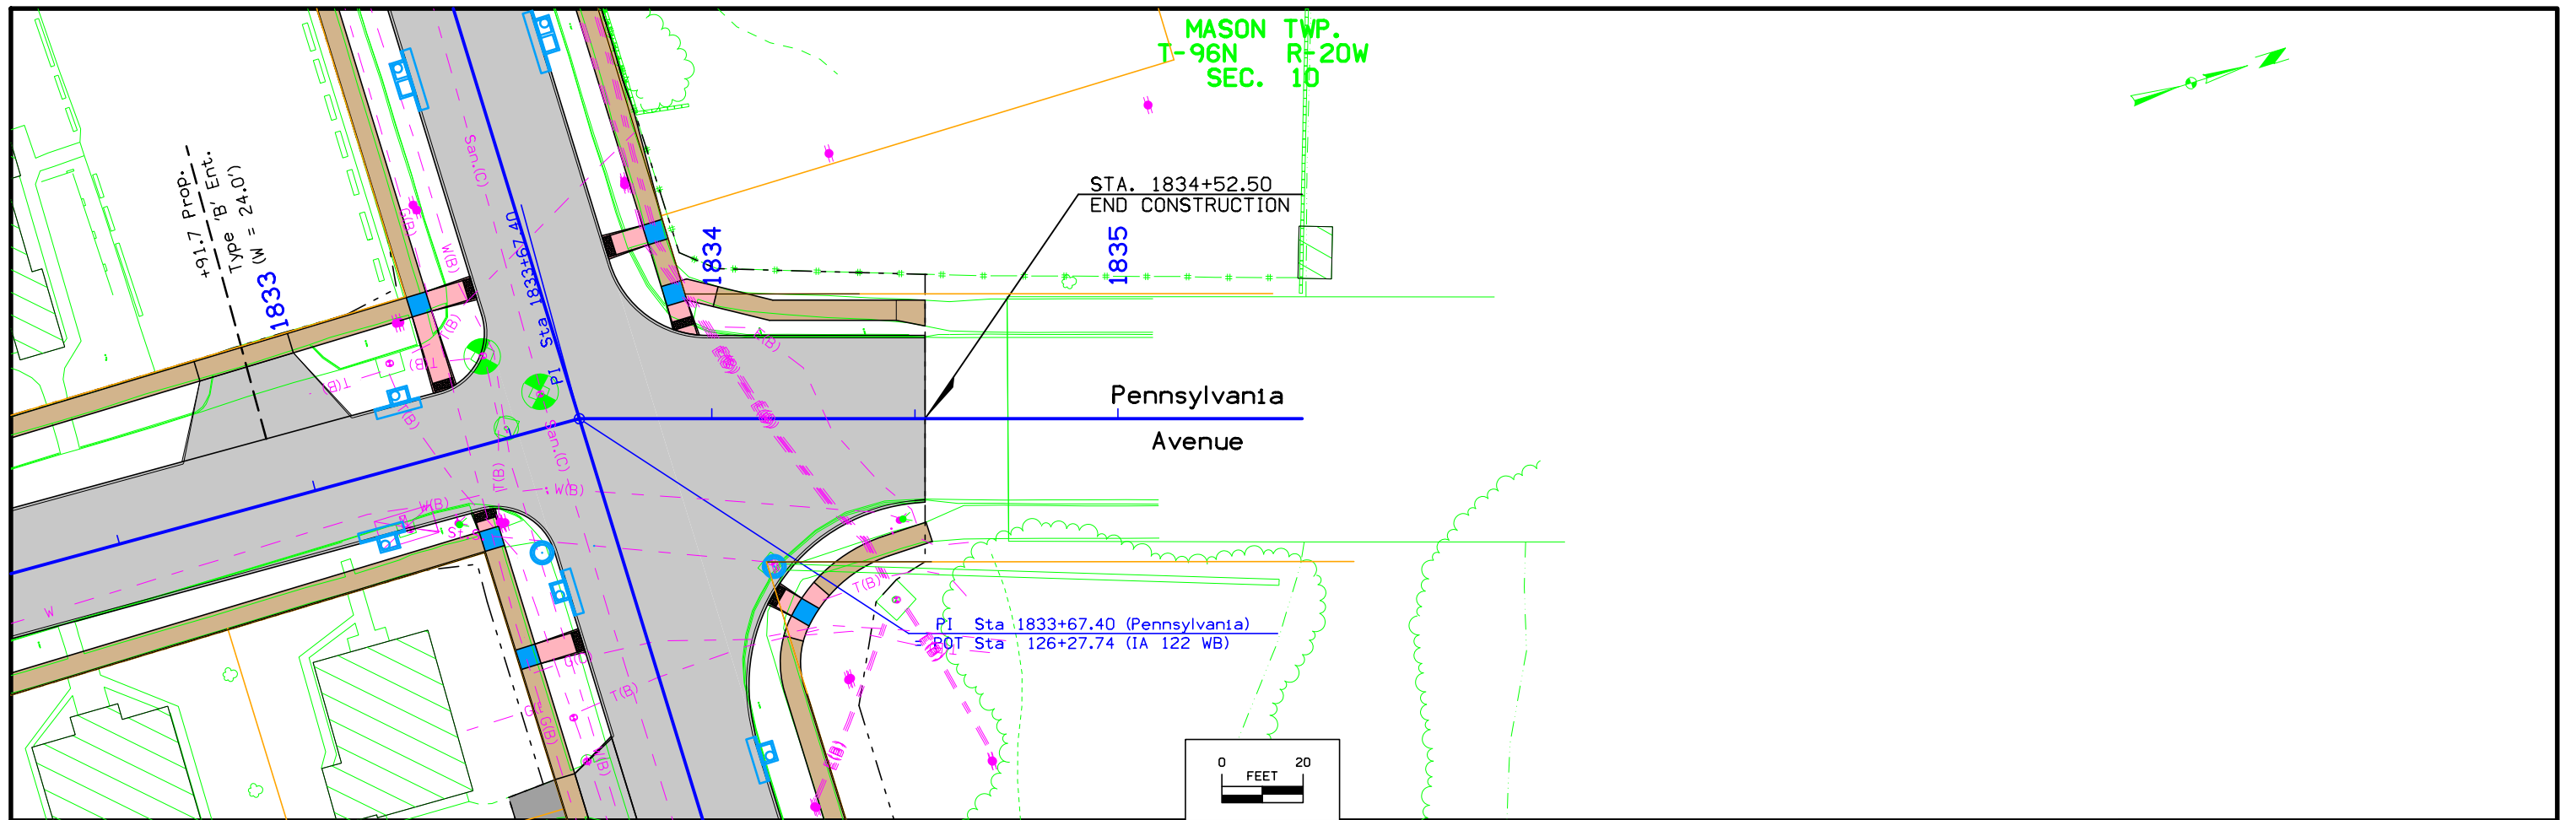 MASON TWP.
T-96N R-20W
SEC. 10
+91.7 Prop.
Type 'B' Ent.
(W = 24.0')
1833
San.(C)
G(B)
W(B)
PI Sta 1833+67.40
1834
STA. 1834+52.50
END CONSTRUCTION
1835
Pennsylvania
Avenue
(B)
T(B)
T(B)
T(B)
E(B)
San.(C)
T(B)
W(B)
W(B)
St.S
W
T(B)
PI Sta 1833+67.40 (Pennsylvania)
POT Sta 126+27.74 (IA 122 WB)
T(B)
G(B)
E(B)
0 20
FEET